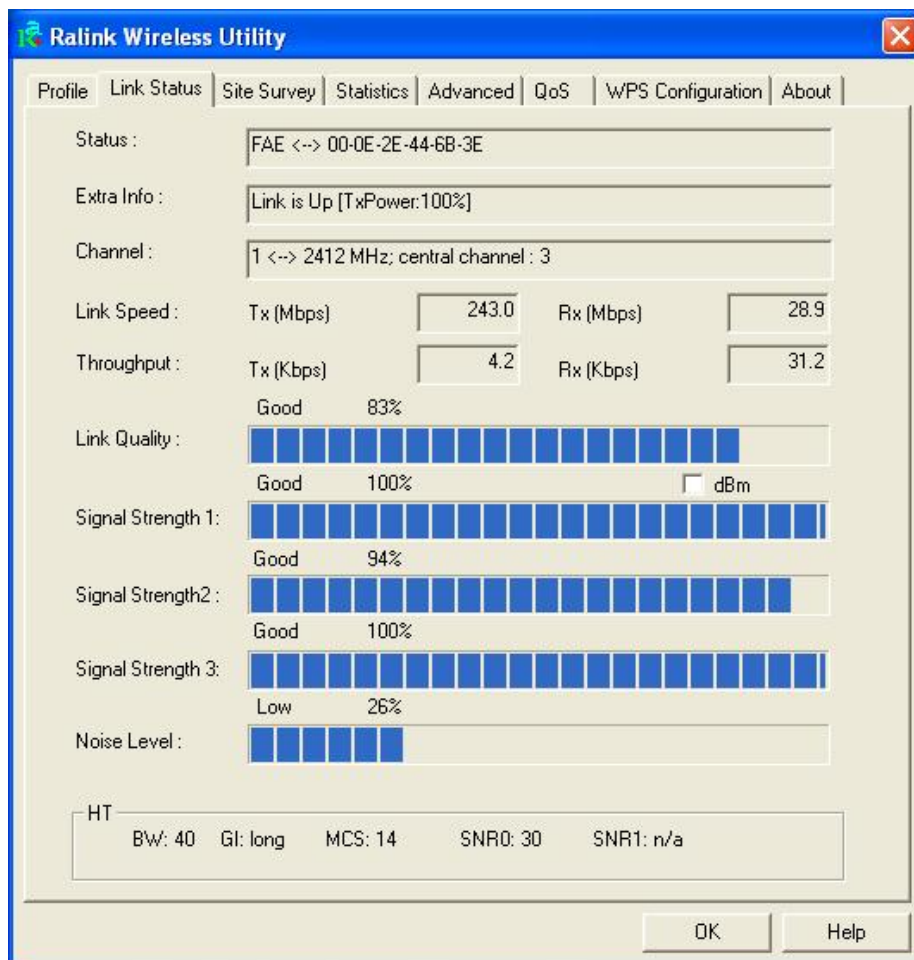 Ralink Wireless Utility
Profile Link Status Site Survey Statistics Advanced QoS WPS Configuration About
Status : FAE <--> 00-0E-2E-44-6B-3E
Extra Info : Link is Up [TxPower:100%]
Channel : 1 <--> 2412 MHz; central channel : 3
Link Speed : Tx (Mbps) 243.0 Rx (Mbps) 28.9
Throughput : Tx (Kbps) 4.2 Rx (Kbps) 31.2
Good 83%
Link Quality :
Good 100% dBm
Signal Strength 1:
Good 94%
Signal Strength2 :
Good 100%
Signal Strength 3:
Low 26%
Noise Level :
HT
BW: 40 GI: long MCS: 14 SNR0: 30 SNR1: n/a
OK Help